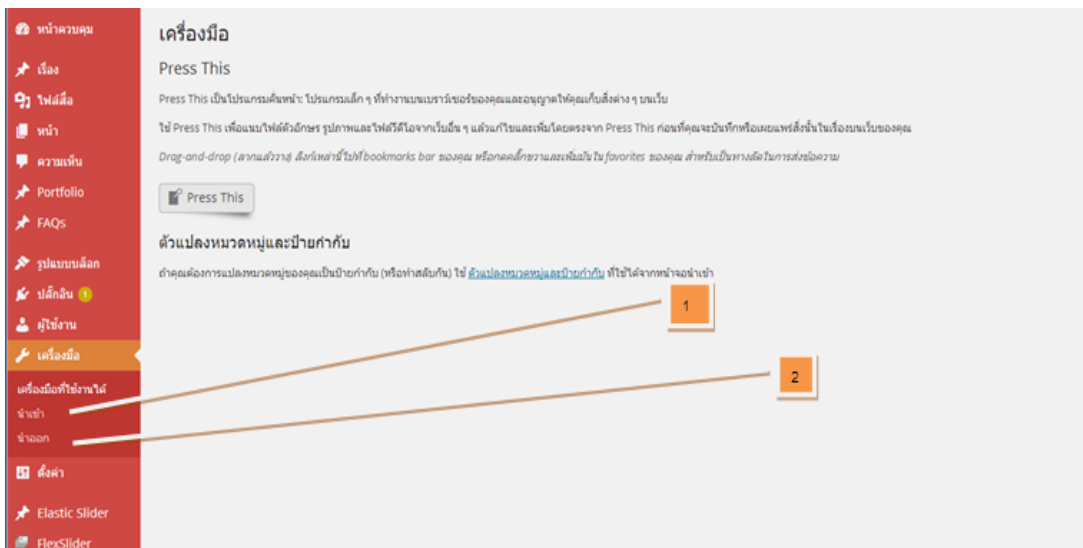 หน้าควบคุม
เรื่อง
ไฟล์สื่อ
หน้า
ความเห็น
Portfolio
FAQs
รูปแบบบล็อก
ปลั๊กอิน 1
ผู้ใช้งาน
เครื่องมือ
เครื่องมือที่ใช้งานได้
นำเข้า
นำออก
ตั้งค่า
Elastic Slider
FlexSlider
เครื่องมือ
Press This
Press This เป็นโปรแกรมคั่นหน้า: โปรแกรมเล็ก ๆ ที่ทำงานบนเบราว์เซอร์ของคุณและอนุญาตให้คุณเก็บสิ่งต่าง ๆ บนเว็บ
ใช้ Press This เพื่อแนบไฟล์ตัวอักษร รูปภาพและไฟล์วีดีโอจากเว็บอื่น ๆ แล้วแก้ไขและเพิ่มโดยตรงจาก Press This ก่อนที่คุณจะบันทึกหรือเผยแพร่สิ่งนั้นในเรื่องบนเว็บของคุณ
Drag-and-drop (ลากแล้ววาง) ลิงก์เหล่านี้ไปที่ bookmarks bar ของคุณ หรือกดคลิ๊กขวาและเพิ่มมันใน favorites ของคุณ สำหรับเป็นทางลัดในการส่งข้อความ
Press This
ตัวแปลงหมวดหมู่และป้ายกำกับ
ถ้าคุณต้องการแปลงหมวดหมู่ของคุณเป็นป้ายกำกับ (หรือทำสลับกัน) ใช้ ตัวแปลงหมวดหมู่และป้ายกำกับ ที่ใช้ได้จากหน้าจอนำเข้า
1
2